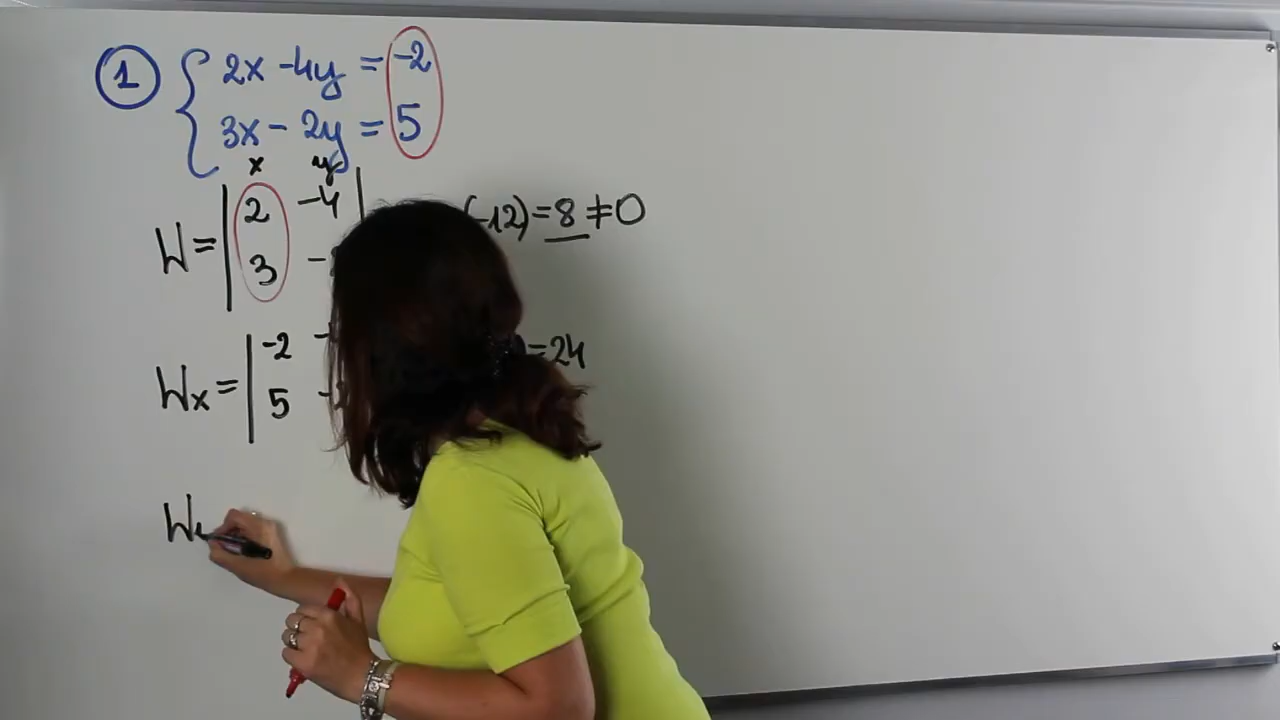 1
2x - 4y = -2
3x - 2y = 5
x y
W = | 2 -4 |
(-12) = 8 ≠ 0
3 -
Wx = | -2 -
= 24
5 -
W